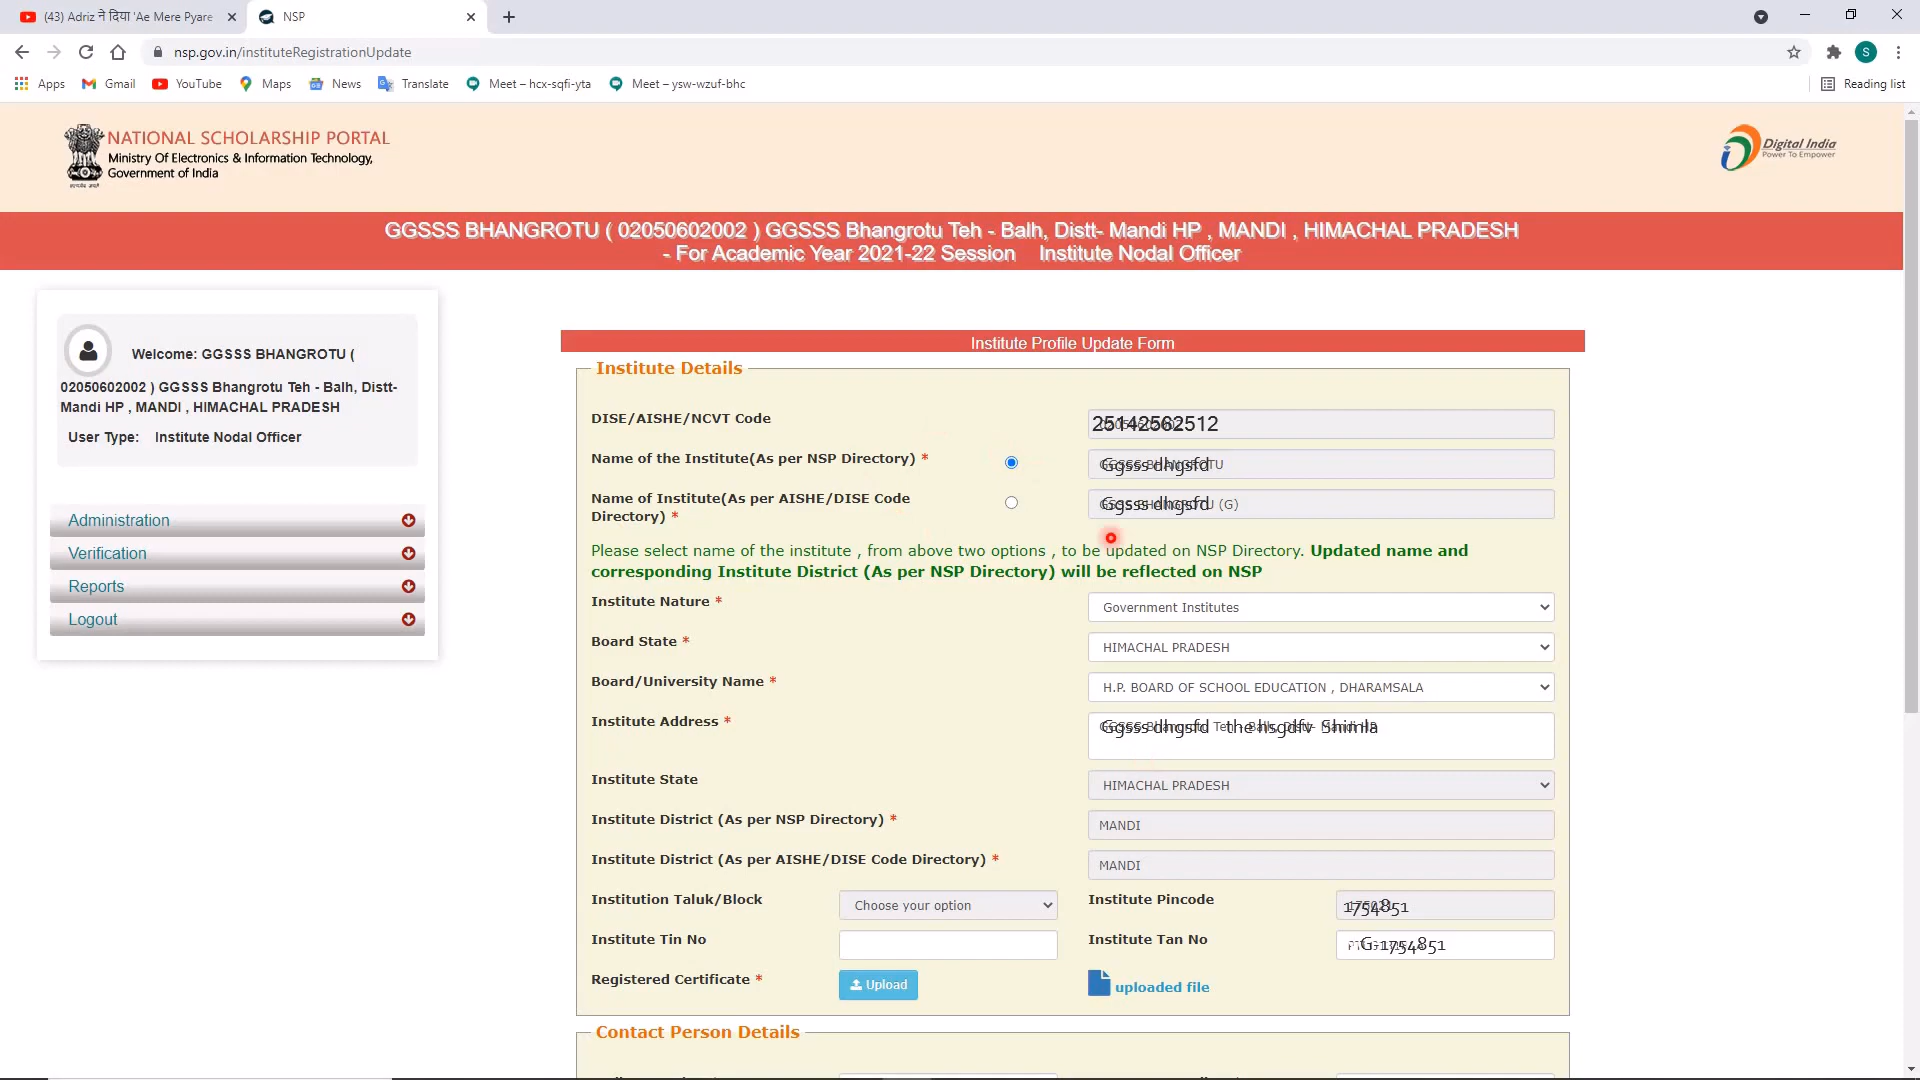 (43) Adriz ने दिया 'Ae Mere Pyare
NSP
nsp.gov.in/instituteRegistrationUpdate
Apps
Gmail
YouTube
Maps
News
Translate
Meet – hcx-sqfi-yta
Meet – ysw-wzuf-bhc
Reading list
NATIONAL SCHOLARSHIP PORTAL
Ministry Of Electronics & Information Technology,
Government of India
Digital India
Power To Empower
GGSSS BHANGROTU ( 02050602002 ) GGSSS Bhangrotu Teh - Balh, Distt- Mandi HP , MANDI , HIMACHAL PRADESH
- For Academic Year 2021-22 Session Institute Nodal Officer
Welcome: GGSSS BHANGROTU (
02050602002 ) GGSSS Bhangrotu Teh - Balh, Distt-
Mandi HP , MANDI , HIMACHAL PRADESH
User Type: Institute Nodal Officer
Administration
Verification
Reports
Logout
Institute Profile Update Form
Institute Details
DISE/AISHE/NCVT Code
25142562512
Name of the Institute(As per NSP Directory) *
Ggsss dhgsfd
Name of Institute(As per AISHE/DISE Code
Directory) *
Ggsss dhgsfd
Please select name of the institute , from above two options , to be updated on NSP Directory. Updated name and
corresponding Institute District (As per NSP Directory) will be reflected on NSP
Institute Nature *
Government Institutes
Board State *
HIMACHAL PRADESH
Board/University Name *
H.P. BOARD OF SCHOOL EDUCATION , DHARAMSALA
Institute Address *
Ggsss dhgsfd the hsgdfv Shimla
Institute State
HIMACHAL PRADESH
Institute District (As per NSP Directory) *
MANDI
Institute District (As per AISHE/DISE Code Directory) *
MANDI
Institution Taluk/Block
Choose your option
Institute Pincode
1754851
Institute Tin No
Institute Tan No
G-1754851
Registered Certificate *
Upload
uploaded file
Contact Person Details